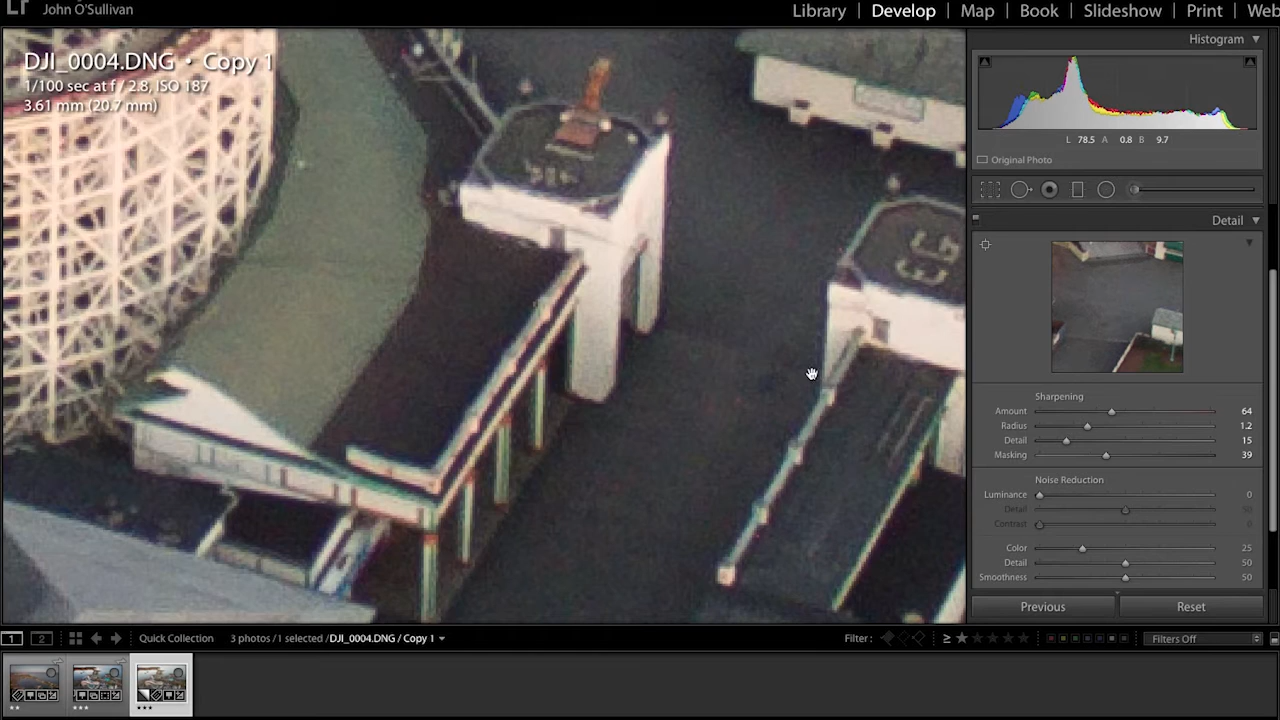 Lr
John O'Sullivan
Library | Develop | Map | Book | Slideshow | Print | Web
DJI_0004.DNG • Copy 1
1/100 sec at f / 2.8, ISO 187
3.61 mm (20.7 mm)
Histogram
L 78.5 A 0.8 B 9.7
Original Photo
Detail
Sharpening
Amount 64
Radius 1.2
Detail 15
Masking 39
Noise Reduction
Luminance 0
Detail 50
Contrast 0
Color 25
Detail 50
Smoothness 50
Previous
Reset
1 2 Quick Collection 3 photos / 1 selected / DJI_0004.DNG / Copy 1
Filter: ≥
Filters Off